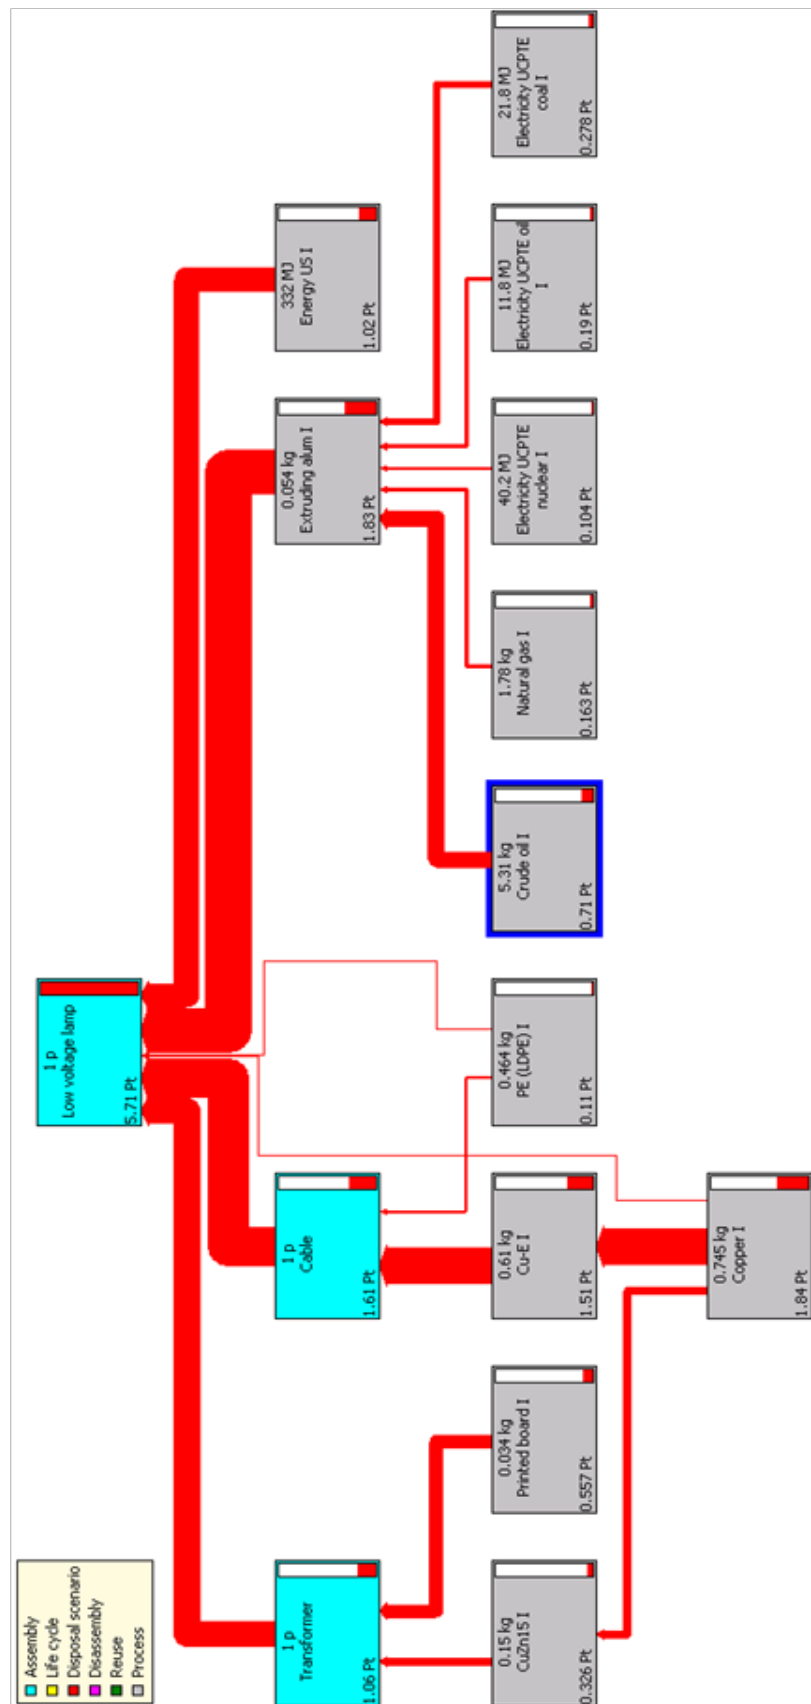 Assembly
Life cycle
Disposal scenario
Disassembly
Reuse
Process
1 p
Low voltage lamp
5.71 Pt
1 p
Transformer
1.06 Pt
1 p
Cable
1.61 Pt
0.054 kg
Extruding alum I
1.83 Pt
332 MJ
Energy US I
1.02 Pt
0.15 kg
CuZn15 I
0.326 Pt
0.034 kg
Printed board I
0.557 Pt
0.61 kg
Cu-E I
1.51 Pt
0.464 kg
PE (LDPE) I
0.11 Pt
5.31 kg
Crude oil I
0.71 Pt
1.78 kg
Natural gas I
0.163 Pt
40.2 MJ
Electricity UCPTE
nuclear I
0.104 Pt
11.8 MJ
Electricity UCPTE oil
I
0.19 Pt
21.8 MJ
Electricity UCPTE
coal I
0.278 Pt
0.745 kg
Copper I
1.84 Pt